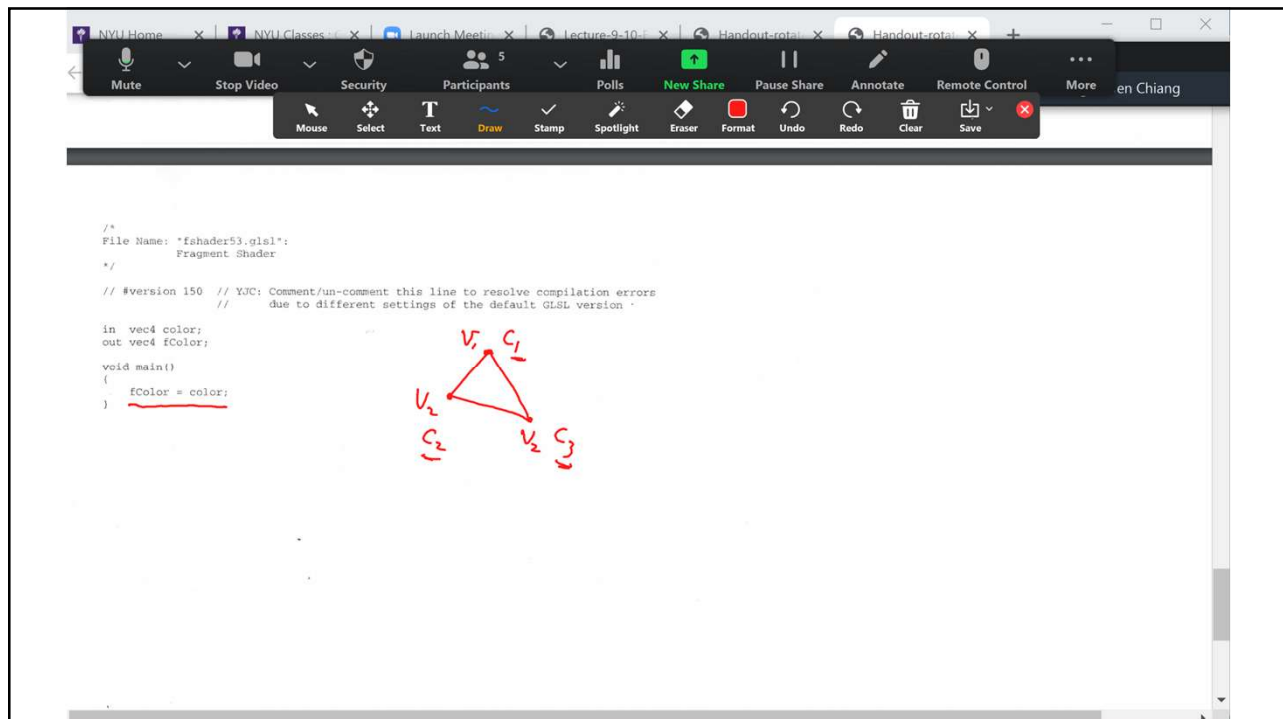 NYU Home
NYU Classes
Launch Meetin
Lecture-9-10-
Handout-rotat
Handout-rotat
Mute
Stop Video
Security
Participants 5
Polls
New Share
Pause Share
Annotate
Remote Control
More
en Chiang
Mouse
Select
Text
Draw
Stamp
Spotlight
Eraser
Format
Undo
Redo
Clear
Save
/*
File Name: "fshader53.glsl":
Fragment Shader
*/
// #version 150 // YJC: Comment/un-comment this line to resolve compilation errors
// due to different settings of the default GLSL version
in vec4 color;
out vec4 fColor;
void main()
{
fColor = color;
}
V₁ C₁
V₂
C₂
V₂ C₃